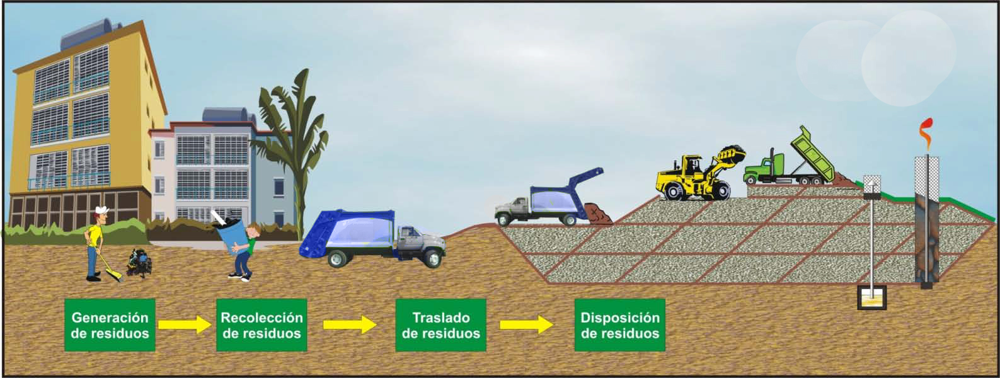 Generación
de residuos
Recolección
de residuos
Traslado
de residuos
Disposición
de residuos